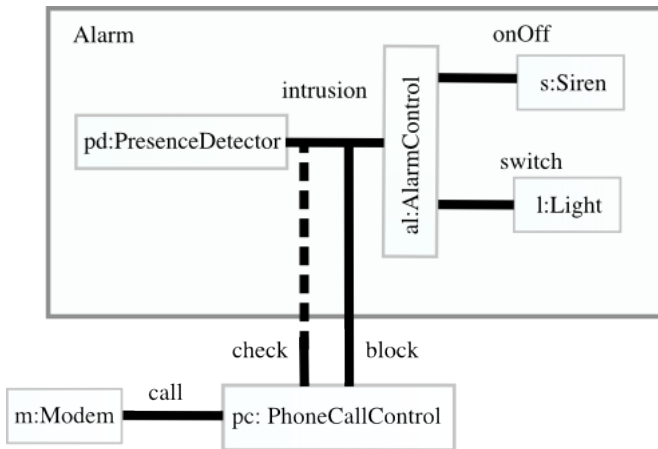 Alarm
onOff
s:Siren
intrusion
pd:PresenceDetector
al:AlarmControl
switch
l:Light
check
block
call
m:Modem
pc: PhoneCallControl